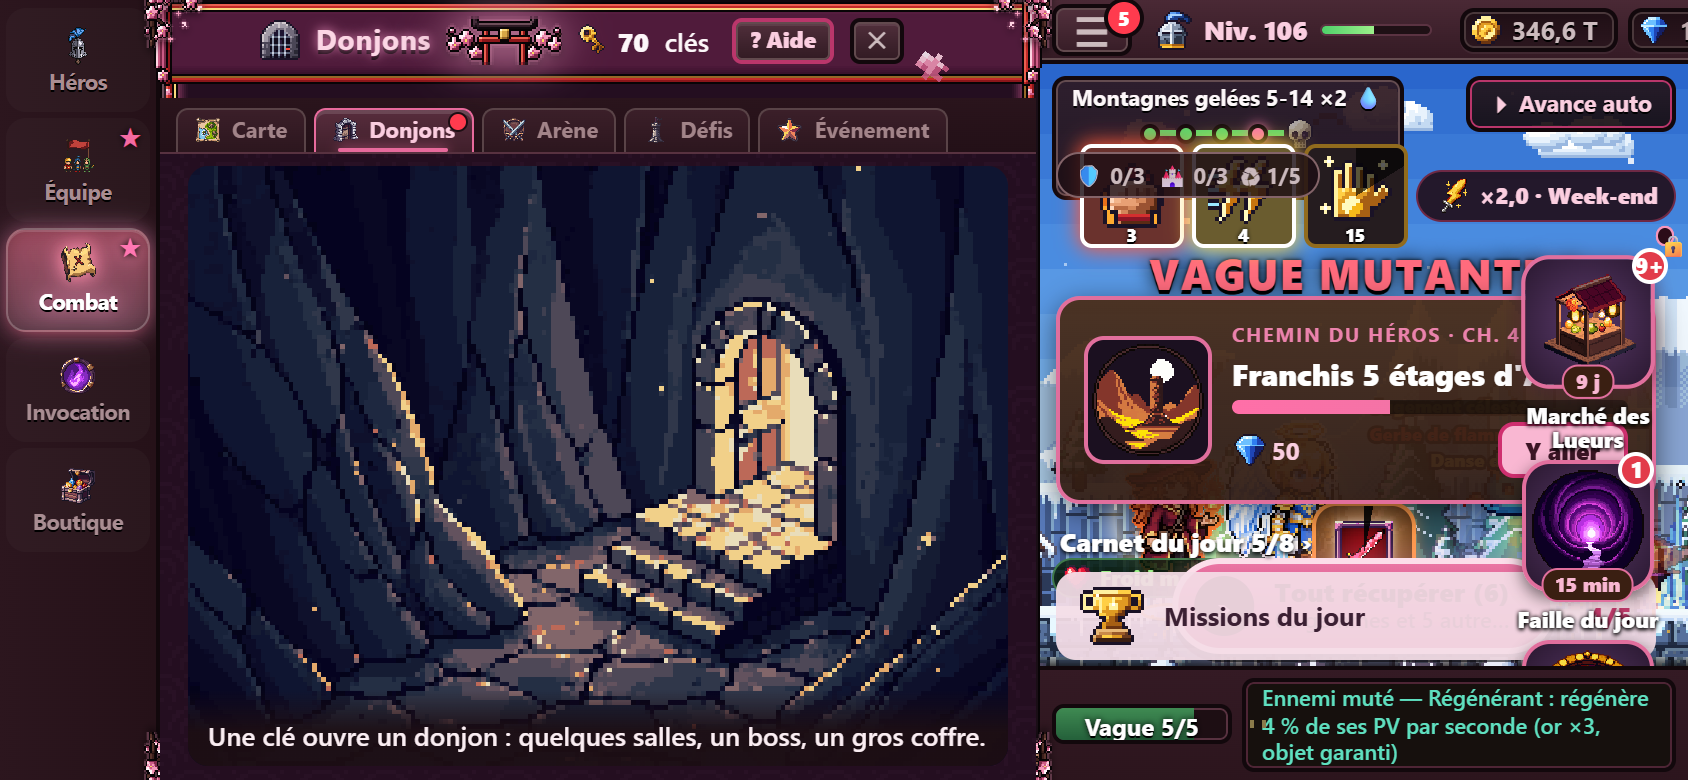 Héros
Équipe
Combat
Invocation
Boutique
Donjons
70 clés
? Aide
Carte
Donjons
Arène
Défis
Événement
Une clé ouvre un donjon : quelques salles, un boss, un gros coffre.
5
Niv. 106
346,6 T
Montagnes gelées 5-14 ×2
Avance auto
0/3
0/3
1/5
3
4
15
×2,0 · Week-end
VAGUE MUTANT
9+
CHEMIN DU HÉROS · CH. 4
Franchis 5 étages d'
50
9 j
Marché des
Lueurs
Y aller
1
Carnet du jour 5/8 ›
Froid m
Tout récupérer (6)
es et 5 autre...
Missions du jour
15 min
Faille du jour
Vague 5/5
Ennemi muté — Régénérant : régénère
4 % de ses PV par seconde (or ×3,
objet garanti)